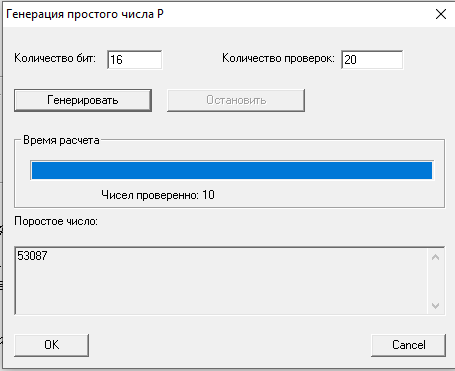 Генерация простого числа P
Количество бит: 16 Количество проверок: 20
Генерировать Остановить
Время расчета
Чисел проверенно: 10
Поростое число:
53087
OK Cancel